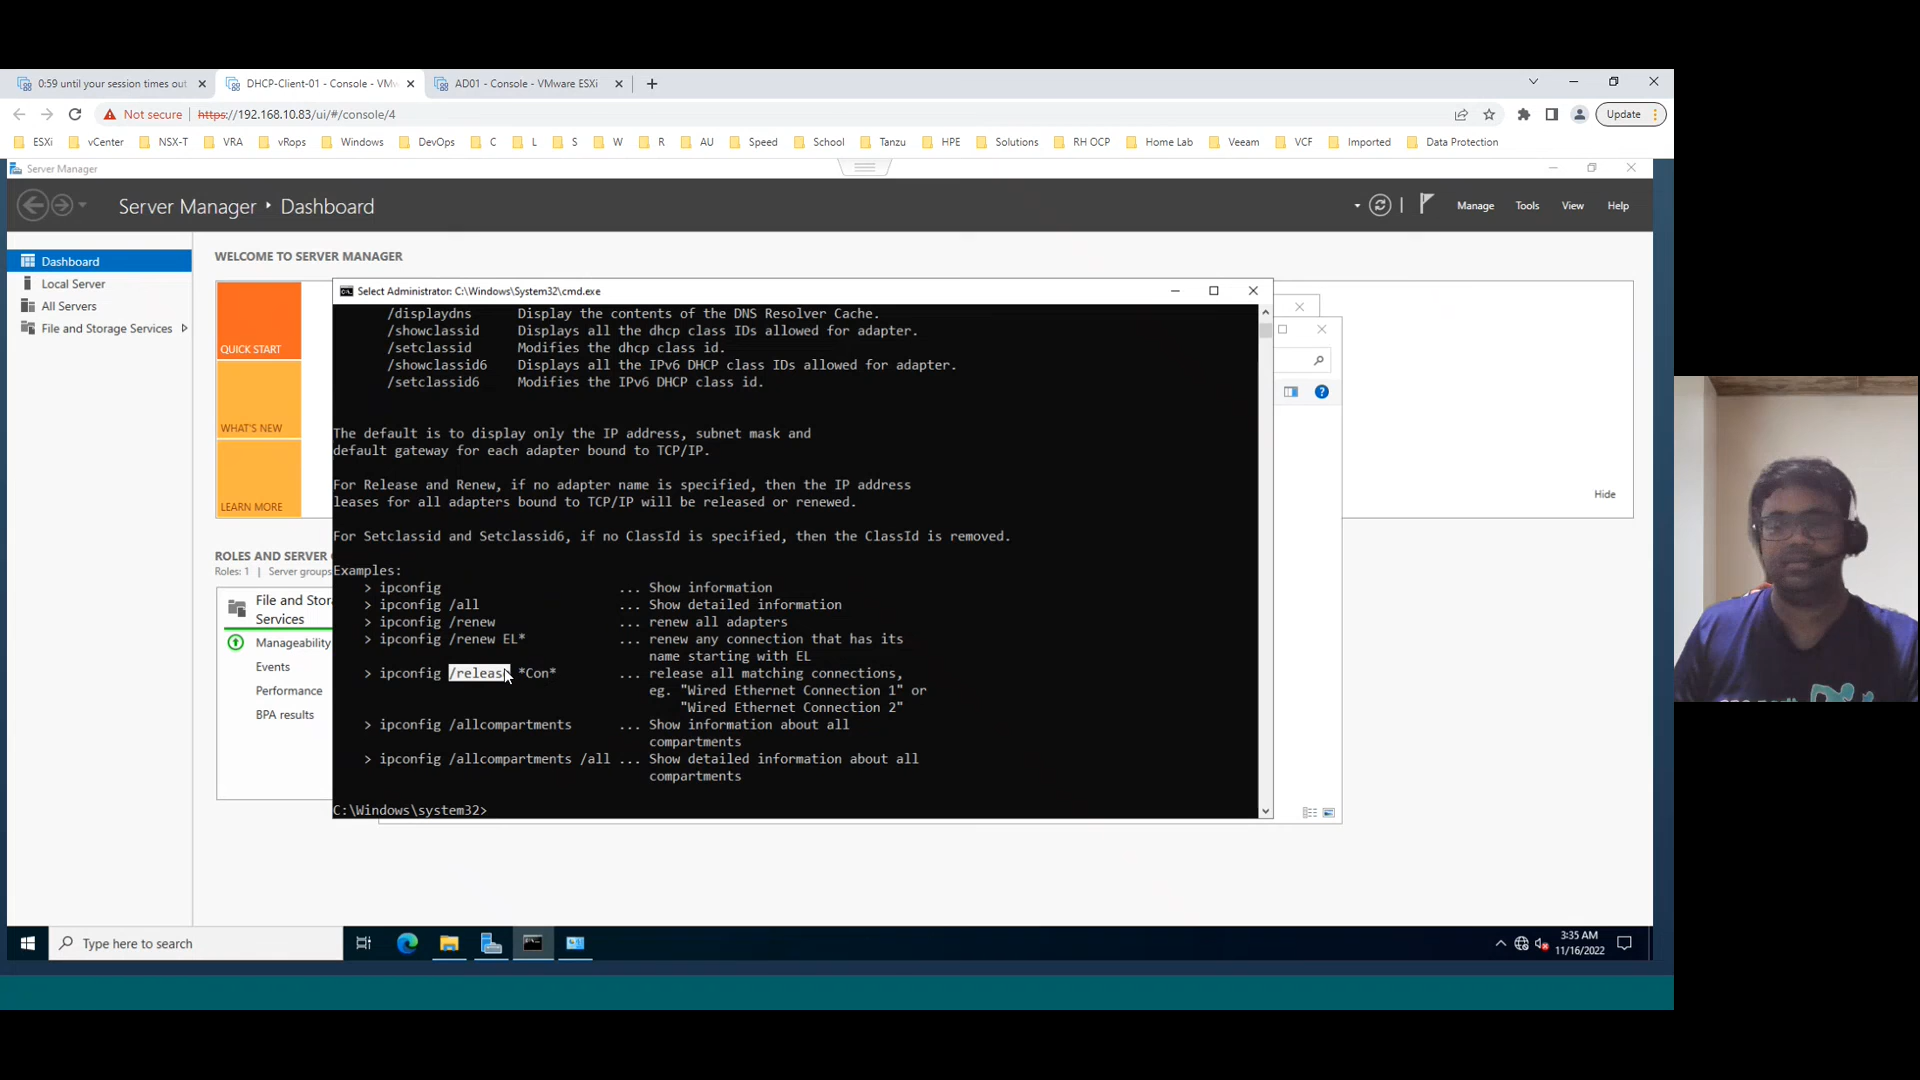 0:59 until your session times out
DHCP-Client-01 - Console - VMw
AD01 - Console - VMware ESXi
Not secure
https://192.168.10.83/ui/#/console/4
Update
ESXi
vCenter
NSX-T
VRA
vRops
Windows
DevOps
C
L
S
W
R
AU
Speed
School
Tanzu
HPE
Solutions
RH OCP
Home Lab
Veeam
VCF
Imported
Data Protection
Server Manager
Server Manager Dashboard
Manage
Tools
View
Help
Dashboard
Local Server
All Servers
File and Storage Services
WELCOME TO SERVER MANAGER
QUICK START
WHAT'S NEW
LEARN MORE
Hide
ROLES AND SERVER
Roles: 1 | Server groups
File and Stor
Services
Manageability
Events
Performance
BPA results
Select Administrator: C:\Windows\System32\cmd.exe
/displaydns Display the contents of the DNS Resolver Cache.
/showclassid Displays all the dhcp class IDs allowed for adapter.
/setclassid Modifies the dhcp class id.
/showclassid6 Displays all the IPv6 DHCP class IDs allowed for adapter.
/setclassid6 Modifies the IPv6 DHCP class id.
The default is to display only the IP address, subnet mask and
default gateway for each adapter bound to TCP/IP.
For Release and Renew, if no adapter name is specified, then the IP address
leases for all adapters bound to TCP/IP will be released or renewed.
For Setclassid and Setclassid6, if no ClassId is specified, then the ClassId is removed.
Examples:
> ipconfig ... Show information
> ipconfig /all ... Show detailed information
> ipconfig /renew ... renew all adapters
> ipconfig /renew EL* ... renew any connection that has its
name starting with EL
> ipconfig /release *Con* ... release all matching connections,
eg. "Wired Ethernet Connection 1" or
"Wired Ethernet Connection 2"
> ipconfig /allcompartments ... Show information about all
compartments
> ipconfig /allcompartments /all ... Show detailed information about all
compartments
C:\Windows\system32>
Type here to search
3:35 AM
11/16/2022